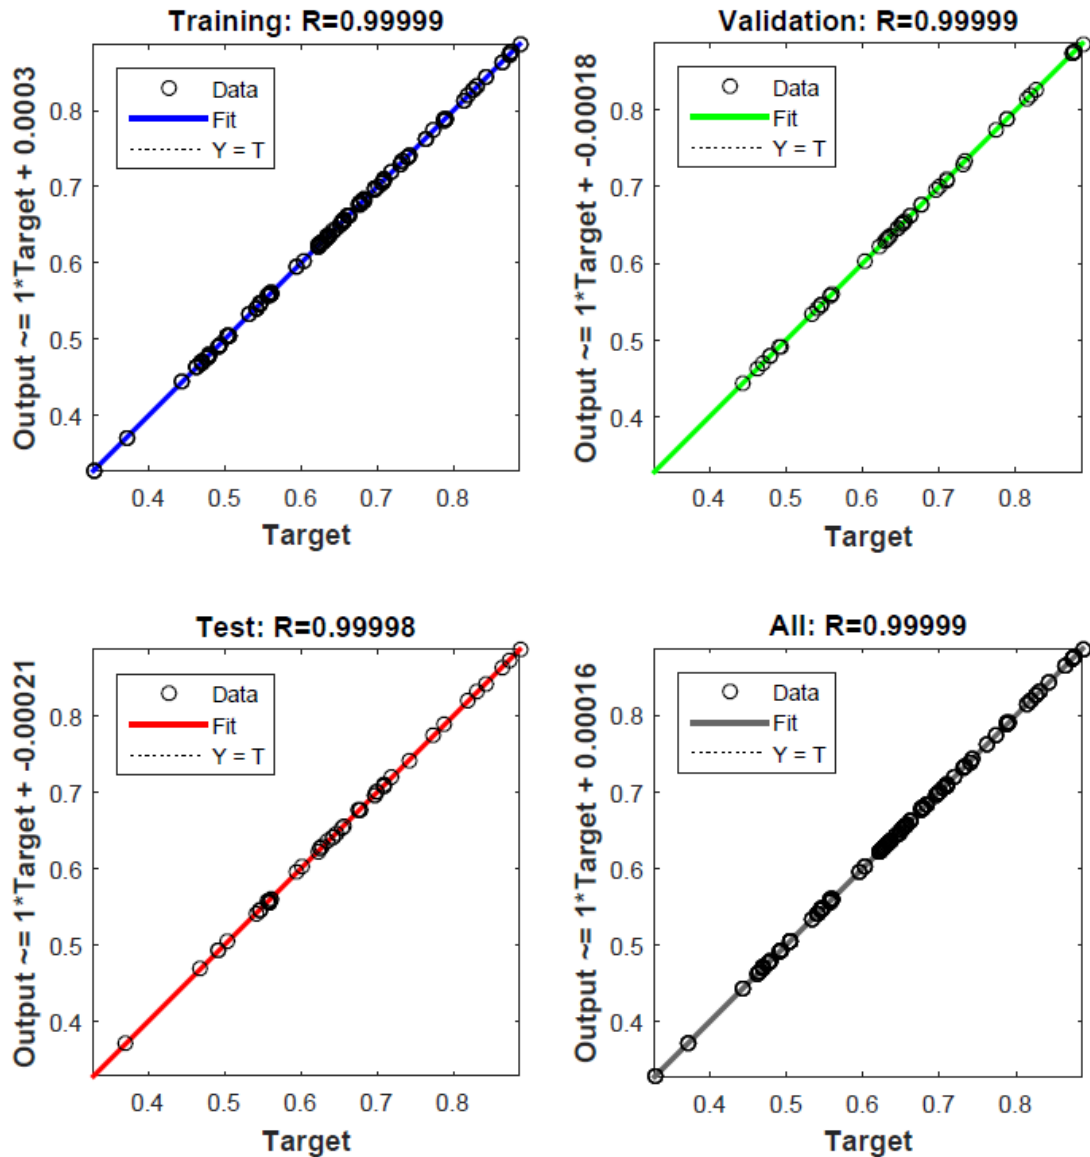 Training: R=0.99999
Output ~= 1*Target + 0.0003
Data
Fit
Y = T
0.8
0.7
0.6
0.5
0.4
0.4 0.5 0.6 0.7 0.8
Target
Validation: R=0.99999
Output ~= 1*Target + -0.00018
Data
Fit
Y = T
0.8
0.7
0.6
0.5
0.4
0.4 0.5 0.6 0.7 0.8
Target
Test: R=0.99998
Output ~= 1*Target + -0.00021
Data
Fit
Y = T
0.8
0.7
0.6
0.5
0.4
0.4 0.5 0.6 0.7 0.8
Target
All: R=0.99999
Output ~= 1*Target + 0.00016
Data
Fit
Y = T
0.8
0.7
0.6
0.5
0.4
0.4 0.5 0.6 0.7 0.8
Target